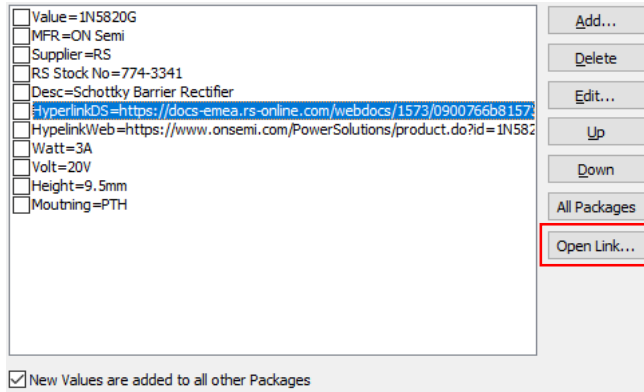 Value=1N5820G
MFR=ON Semi
Supplier=RS
RS Stock No=774-3341
Desc=Schottky Barrier Rectifier
HyperlinkDS=https://docs-emea.rs-online.com/webdocs/1573/0900766b8157
HypelinkWeb=https://www.onsemi.com/PowerSolutions/product.do?id=1N582
Watt=3A
Volt=20V
Height=9.5mm
Moutning=PTH
Add...
Delete
Edit...
Up
Down
All Packages
Open Link...
New Values are added to all other Packages